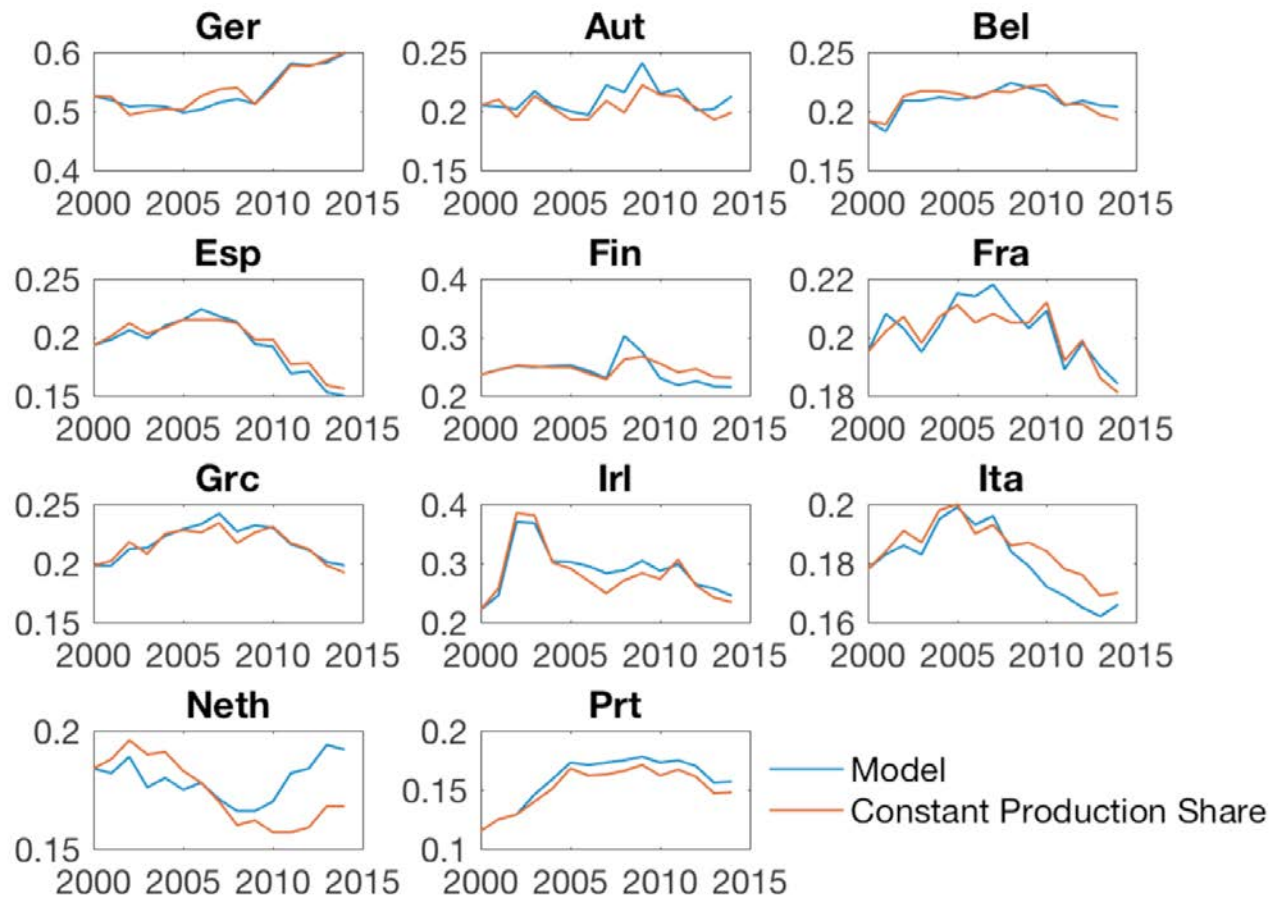 Ger Aut Bel
0.6 0.25 0.25
0.5 0.2 0.2
0.4 0.15 0.15
2000 2005 2010 2015 2000 2005 2010 2015 2000 2005 2010 2015
Esp Fin Fra
0.25 0.4 0.22
0.2 0.3 0.2
0.15 0.2 0.18
2000 2005 2010 2015 2000 2005 2010 2015 2000 2005 2010 2015
Grc Irl Ita
0.25 0.4 0.2
0.2 0.3 0.18
0.15 0.2 0.16
2000 2005 2010 2015 2000 2005 2010 2015 2000 2005 2010 2015
Neth Prt
0.2 0.2
Model
0.15
Constant Production Share
0.15 0.1
2000 2005 2010 2015 2000 2005 2010 2015